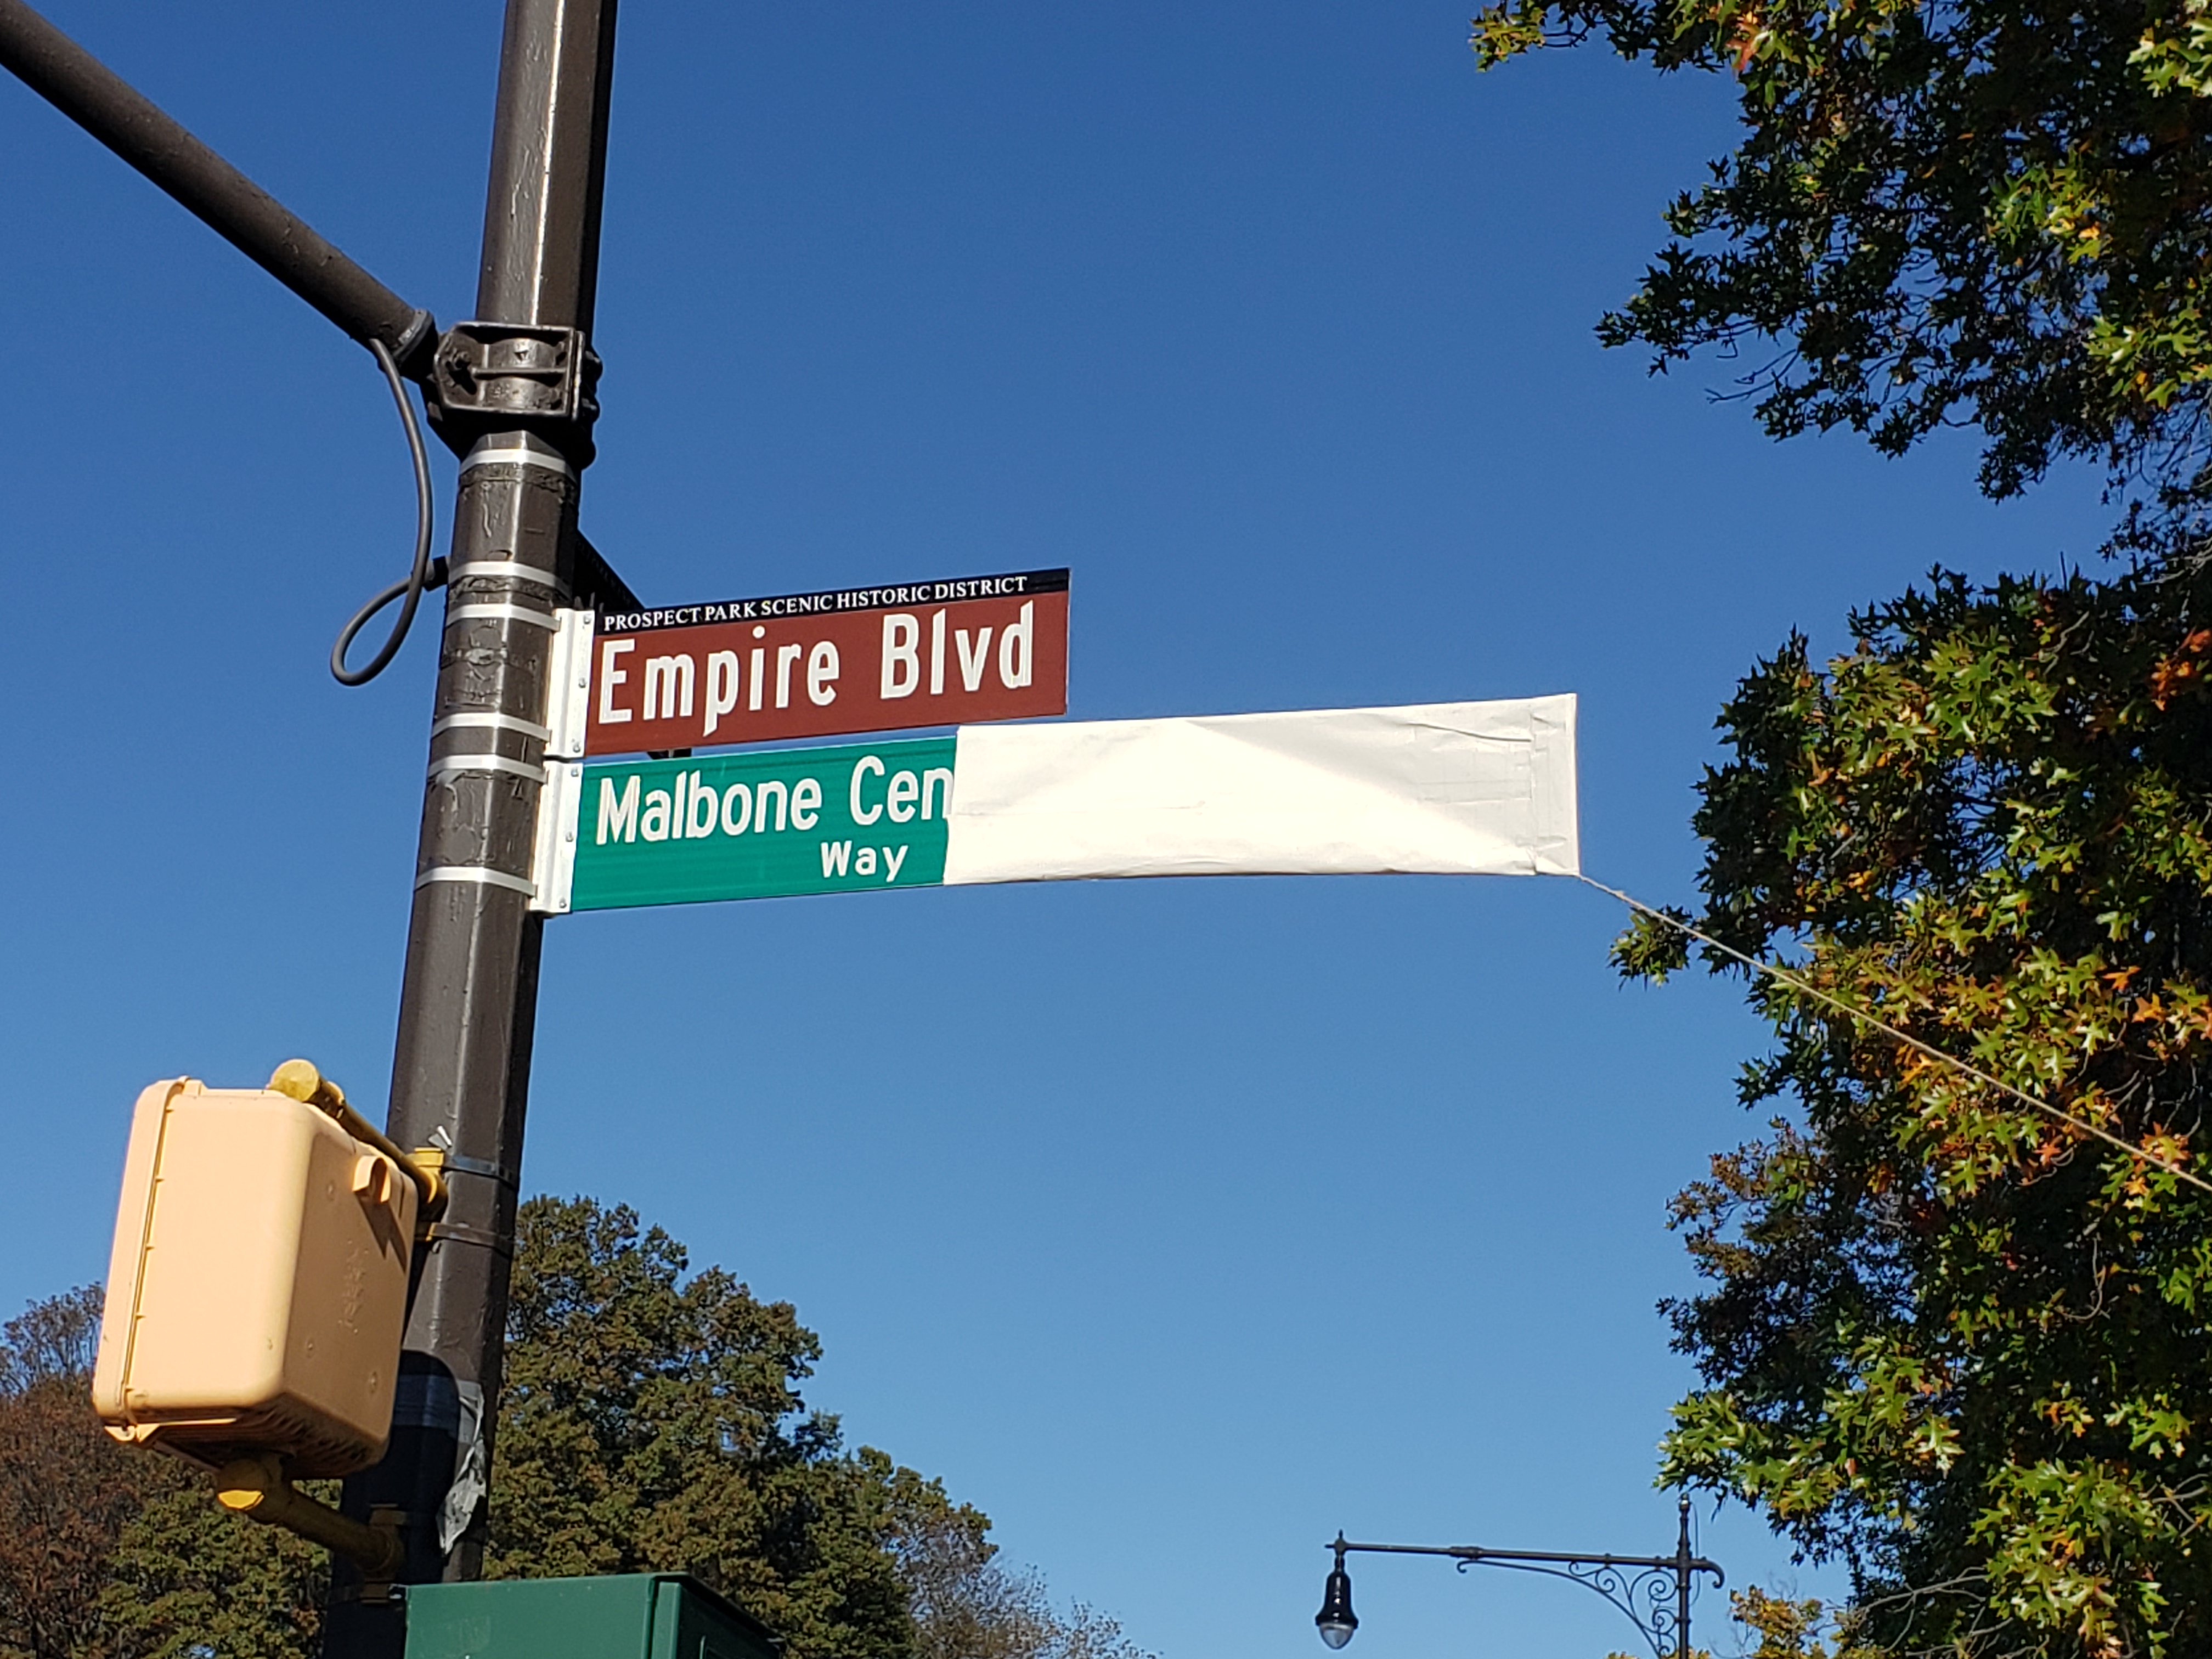 PROSPECT PARK SCENIC HISTORIC DISTRICT
Empire Blvd
Malbone Cen
Way